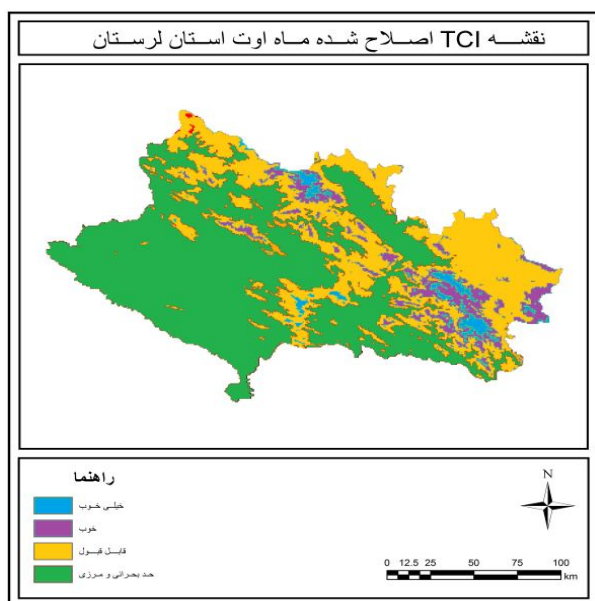 نقشه TCI اصلاح شده ماه اوت استان لرستان
راهنما
خیلی خوب
خوب
قابل قبول
حد بحرانی و مرزی
N
0 12.5 25 50 75 100
km